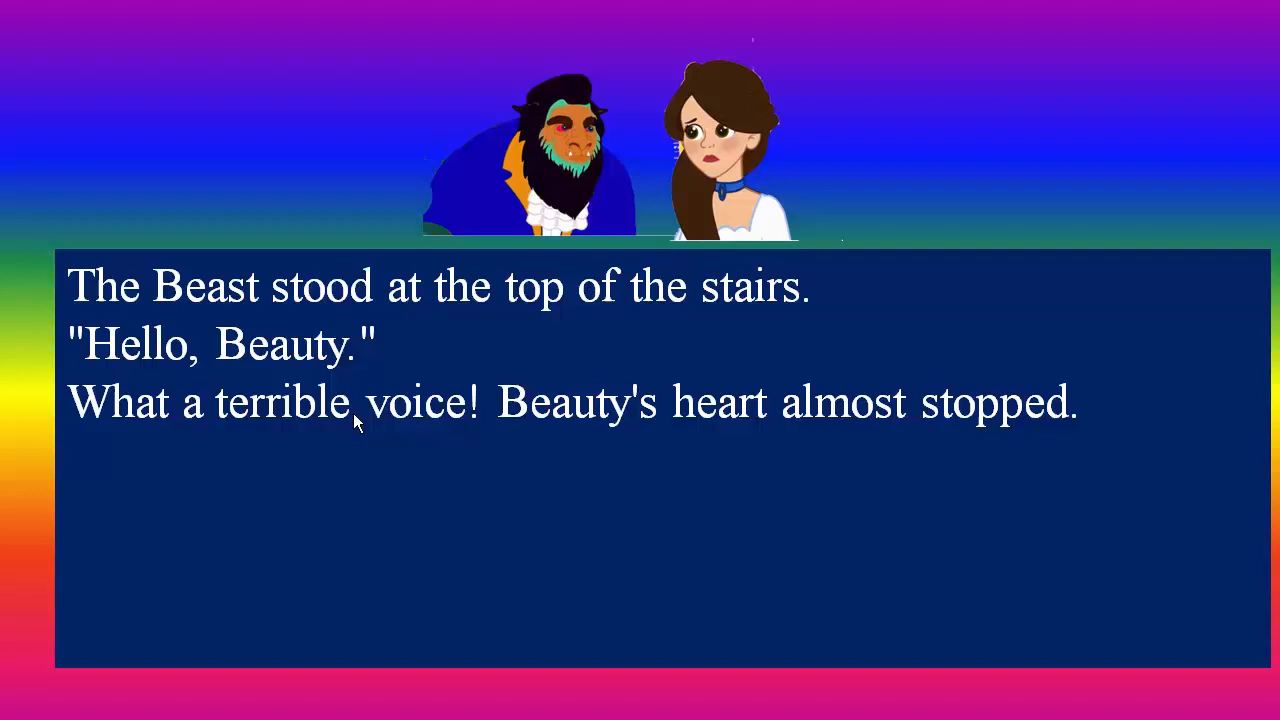 The Beast stood at the top of the stairs.
"Hello, Beauty."
What a terrible voice! Beauty's heart almost stopped.